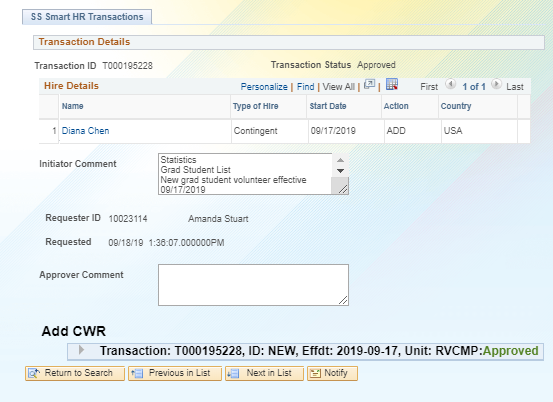 SS Smart HR Transactions
Transaction Details
Transaction ID T000195228 Transaction Status Approved
Hire Details Personalize | Find | View All | | First 1 of 1 Last
Name Type of Hire Start Date Action Country
1 Diana Chen Contingent 09/17/2019 ADD USA
Initiator Comment
Statistics
Grad Student List
New grad student volunteer effective
09/17/2019
Requester ID 10023114 Amanda Stuart
Requested 09/18/19 1:36:07.000000PM
Approver Comment
Add CWR
Transaction: T000195228, ID: NEW, Effdt: 2019-09-17, Unit: RVCMP:Approved
Return to Search Previous in List Next in List Notify